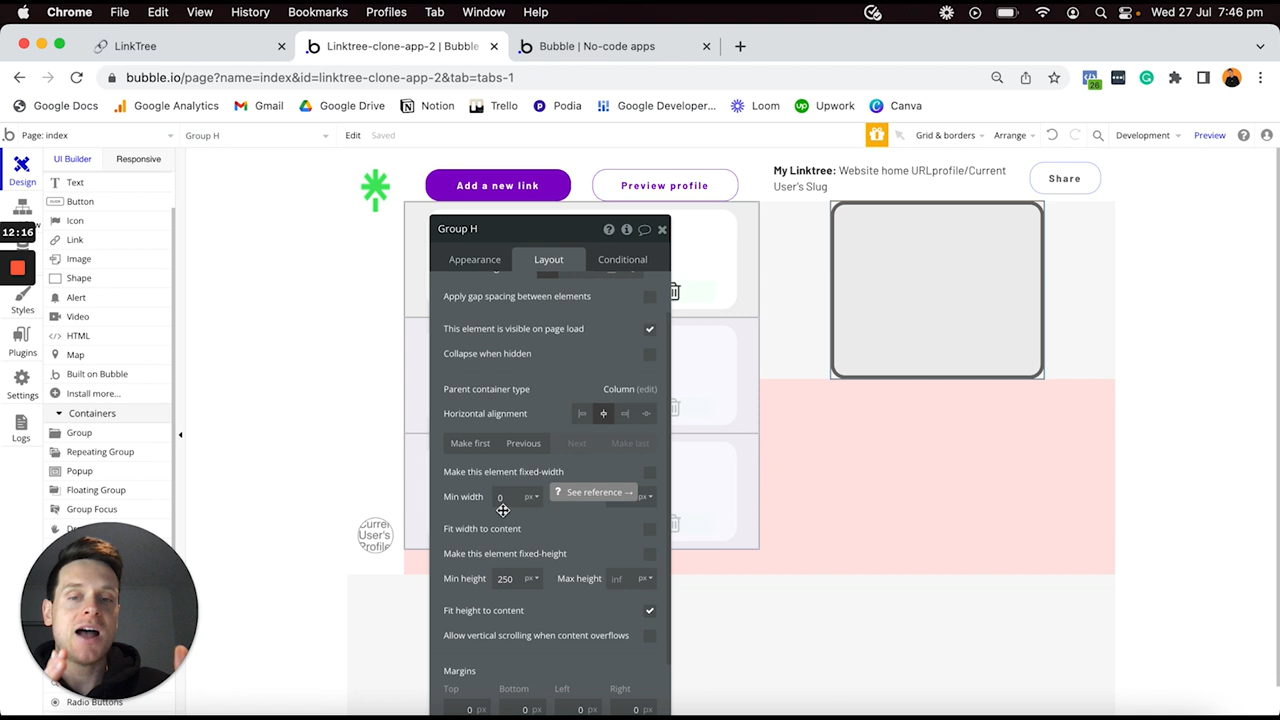 Chrome File Edit View History Bookmarks Profiles Tab Window Help Wed 27 Jul 7:46 pm
LinkTree Linktree-clone-app-2 | Bubble Bubble | No-code apps
bubble.io/page?name=index&id=linktree-clone-app-2&tab=tabs-1 26
Google Docs Google Analytics Gmail Google Drive Notion Trello Podia Google Developer... Loom Upwork Canva
Page: index Group H Edit Saved Grid & borders Arrange Development Preview
Design
UI Builder Responsive
Text
Button
Icon
Link
Image
Shape
Alert
Video
HTML
Map
Built on Bubble
Install more...
Containers
Group
Repeating Group
Popup
Floating Group
Group Focus
Radio Buttons
12:16
Styles
Plugins
Settings
Logs
Add a new link Preview profile
My Linktree: Website home URLprofile/Current
User's Slug
Share
Group H
Appearance Layout Conditional
Apply gap spacing between elements
This element is visible on page load
Collapse when hidden
Parent container type Column (edit)
Horizontal alignment
Make first Previous Next Make last
Make this element fixed-width
Min width 0 px ? See reference → px
Fit width to content
Make this element fixed-height
Min height 250 px Max height inf px
Fit height to content
Allow vertical scrolling when content overflows
Margins
Top Bottom Left Right
0 px 0 px 0 px 0 px
Curre
User's
Profile